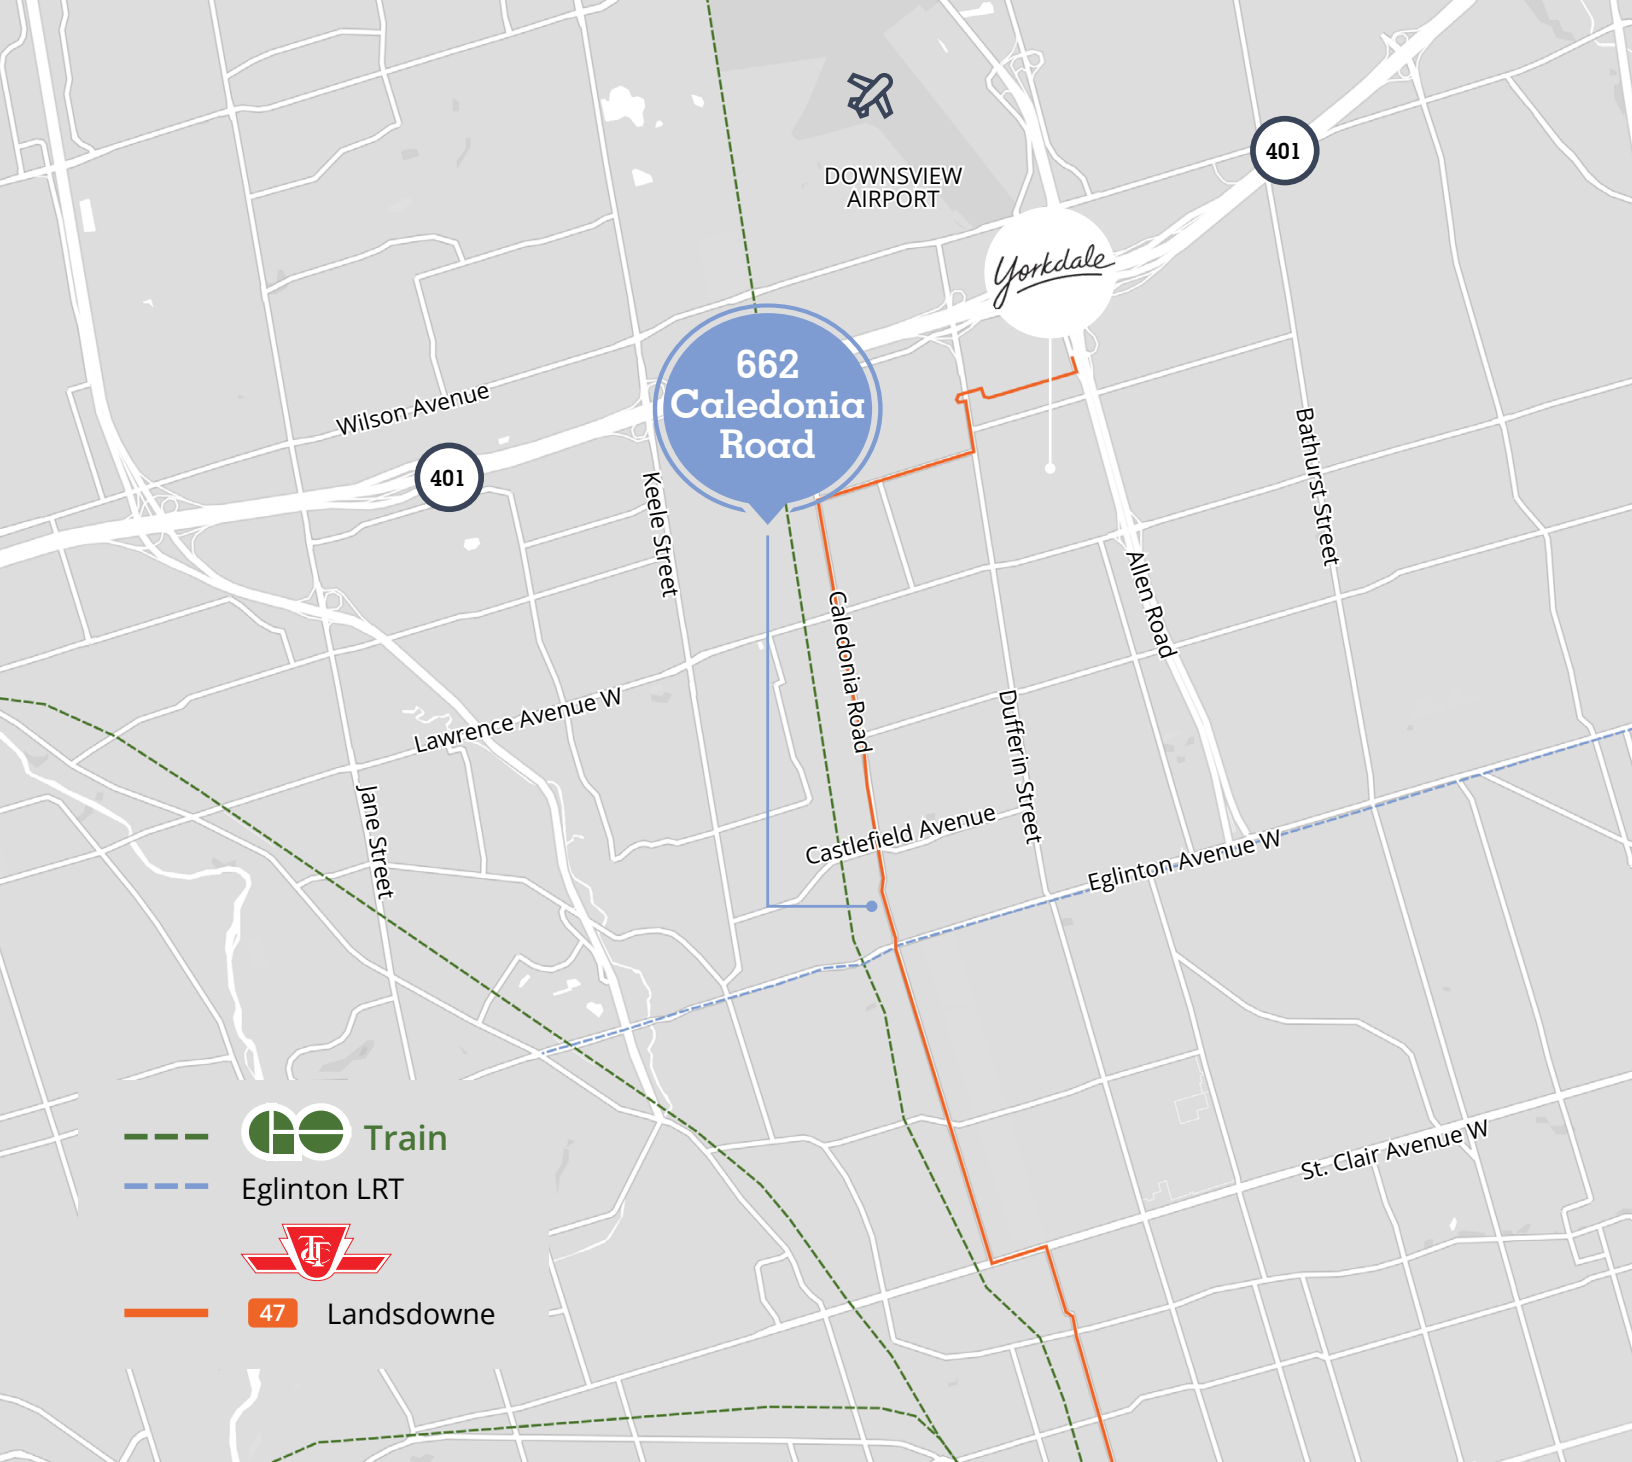 DOWNSVIEW
AIRPORT
401
Yorkdale
662
Caledonia
Road
Wilson Avenue
401
Keele Street
Bathurst Street
Allen Road
Caledonia Road
Lawrence Avenue W
Dufferin Street
Jane Street
Castlefield Avenue
Eglinton Avenue W
St. Clair Avenue W
GO Train
Eglinton LRT
TTC
47 Landsdowne